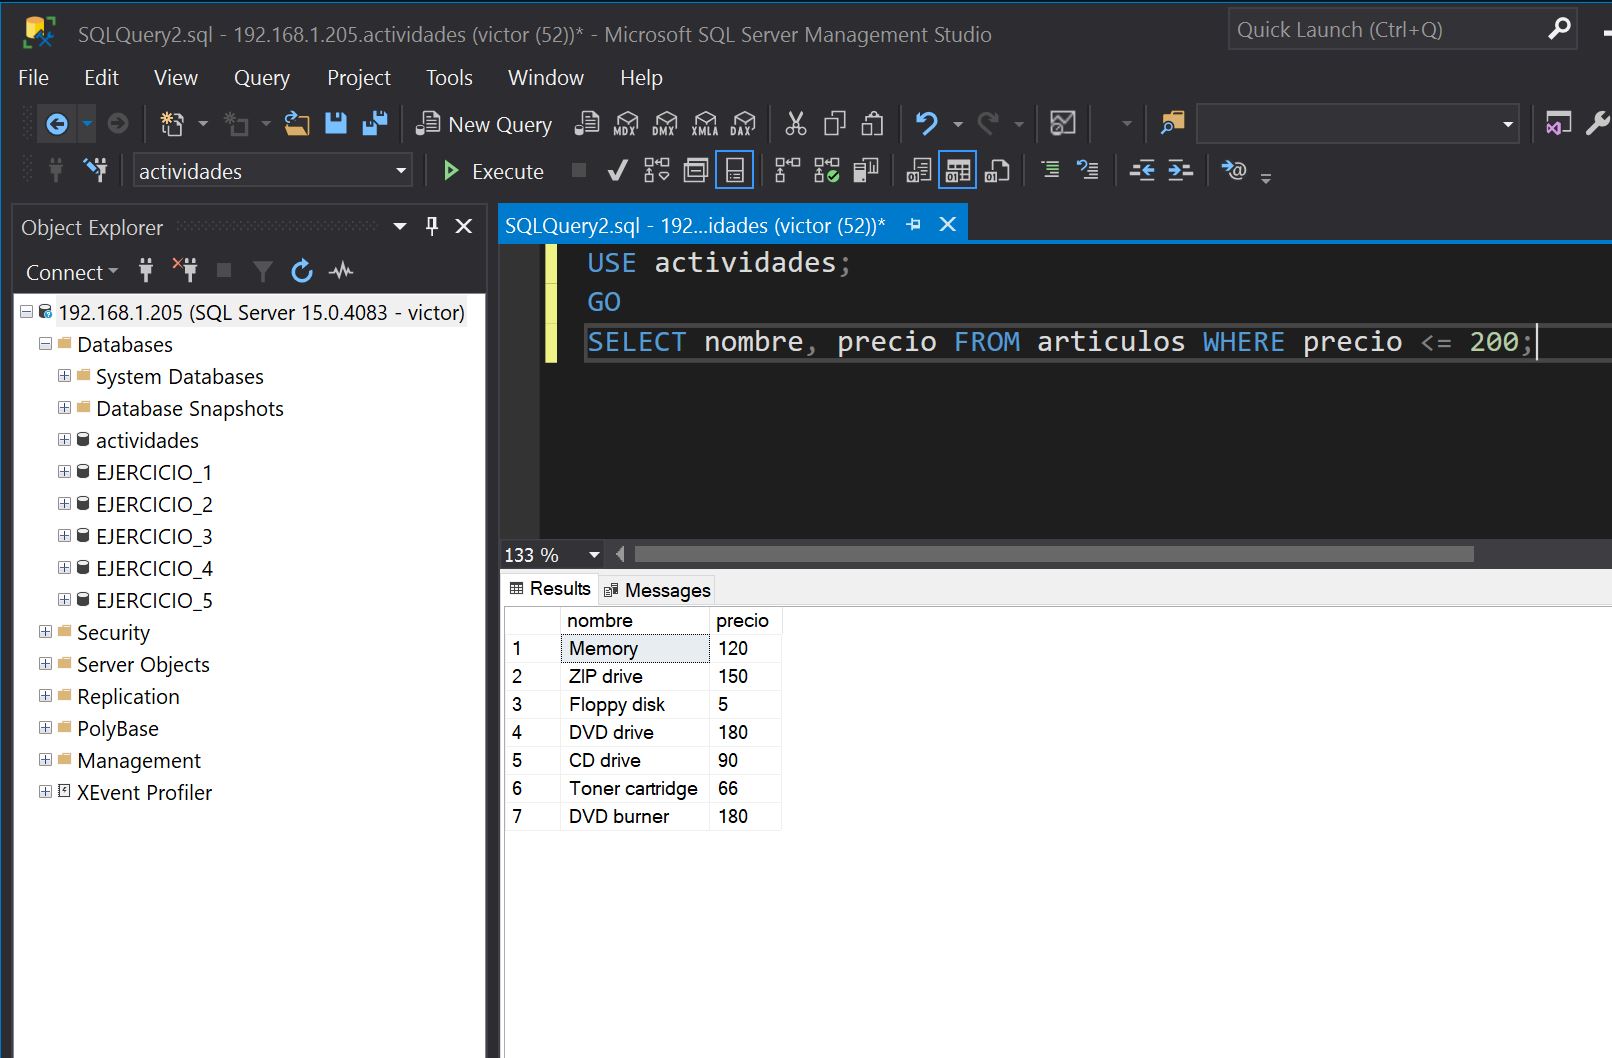 SQLQuery2.sql - 192.168.1.205.actividades (victor (52))* - Microsoft SQL Server Management Studio
Quick Launch (Ctrl+Q)
File Edit View Query Project Tools Window Help
New Query MDX DMX XMLA DAX
actividades Execute
Object Explorer
Connect
192.168.1.205 (SQL Server 15.0.4083 - victor)
Databases
System Databases
Database Snapshots
actividades
EJERCICIO_1
EJERCICIO_2
EJERCICIO_3
EJERCICIO_4
EJERCICIO_5
Security
Server Objects
Replication
PolyBase
Management
XEvent Profiler
SQLQuery2.sql - 192...idades (victor (52))*
USE actividades;
GO
SELECT nombre, precio FROM articulos WHERE precio <= 200;
133 %
Results Messages
nombre precio
1 Memory 120
2 ZIP drive 150
3 Floppy disk 5
4 DVD drive 180
5 CD drive 90
6 Toner cartridge 66
7 DVD burner 180